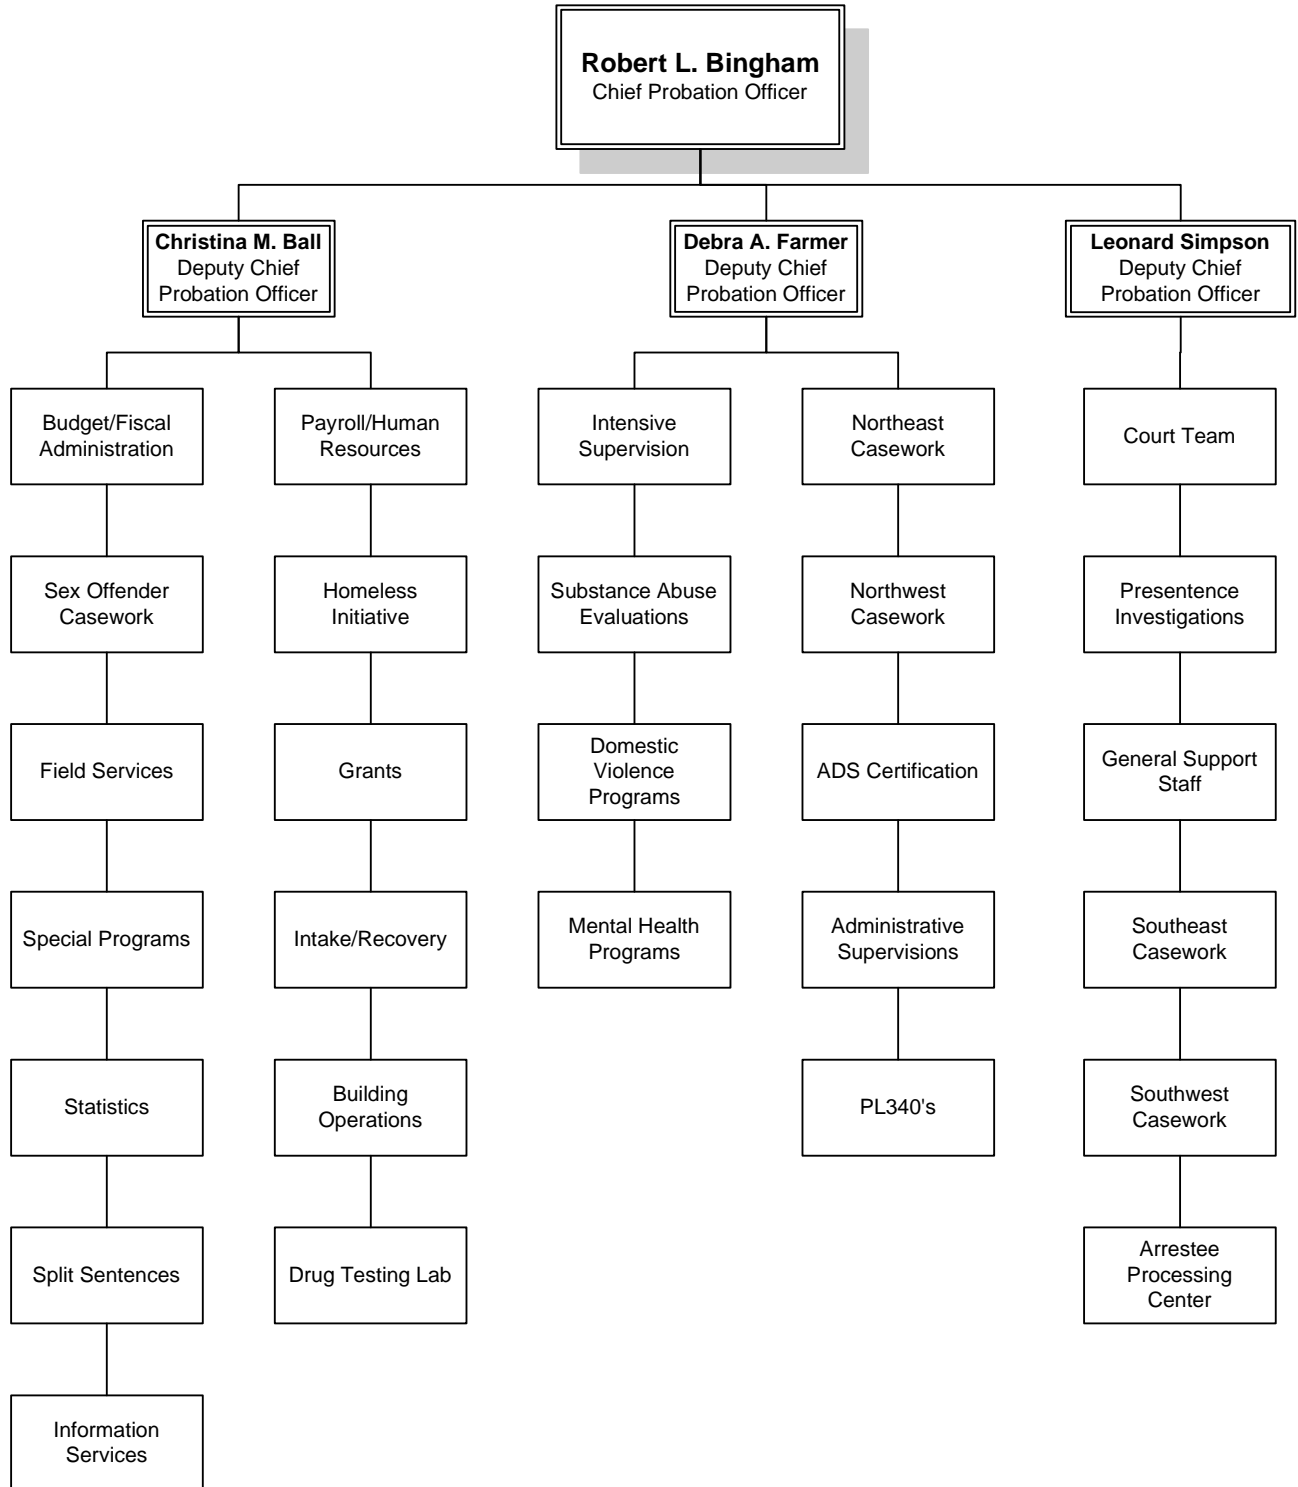 Robert L. Bingham
Chief Probation Officer
Christina M. Ball
Deputy Chief
Probation Officer
Debra A. Farmer
Deputy Chief
Probation Officer
Leonard Simpson
Deputy Chief
Probation Officer
Budget/Fiscal
Administration
Payroll/Human
Resources
Intensive
Supervision
Northeast
Casework
Court Team
Sex Offender
Casework
Homeless
Initiative
Substance Abuse
Evaluations
Northwest
Casework
Presentence
Investigations
Field Services
Grants
Domestic
Violence
Programs
ADS Certification
General Support
Staff
Special Programs
Intake/Recovery
Mental Health
Programs
Administrative
Supervisions
Southeast
Casework
Statistics
Building
Operations
PL340's
Southwest
Casework
Split Sentences
Drug Testing Lab
Arrestee
Processing
Center
Information
Services